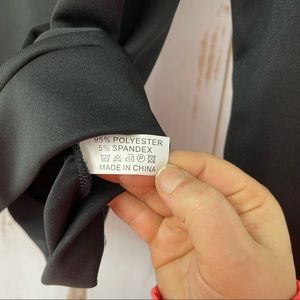 95% POLYESTER
5% SPANDEX
MADE IN CHINA